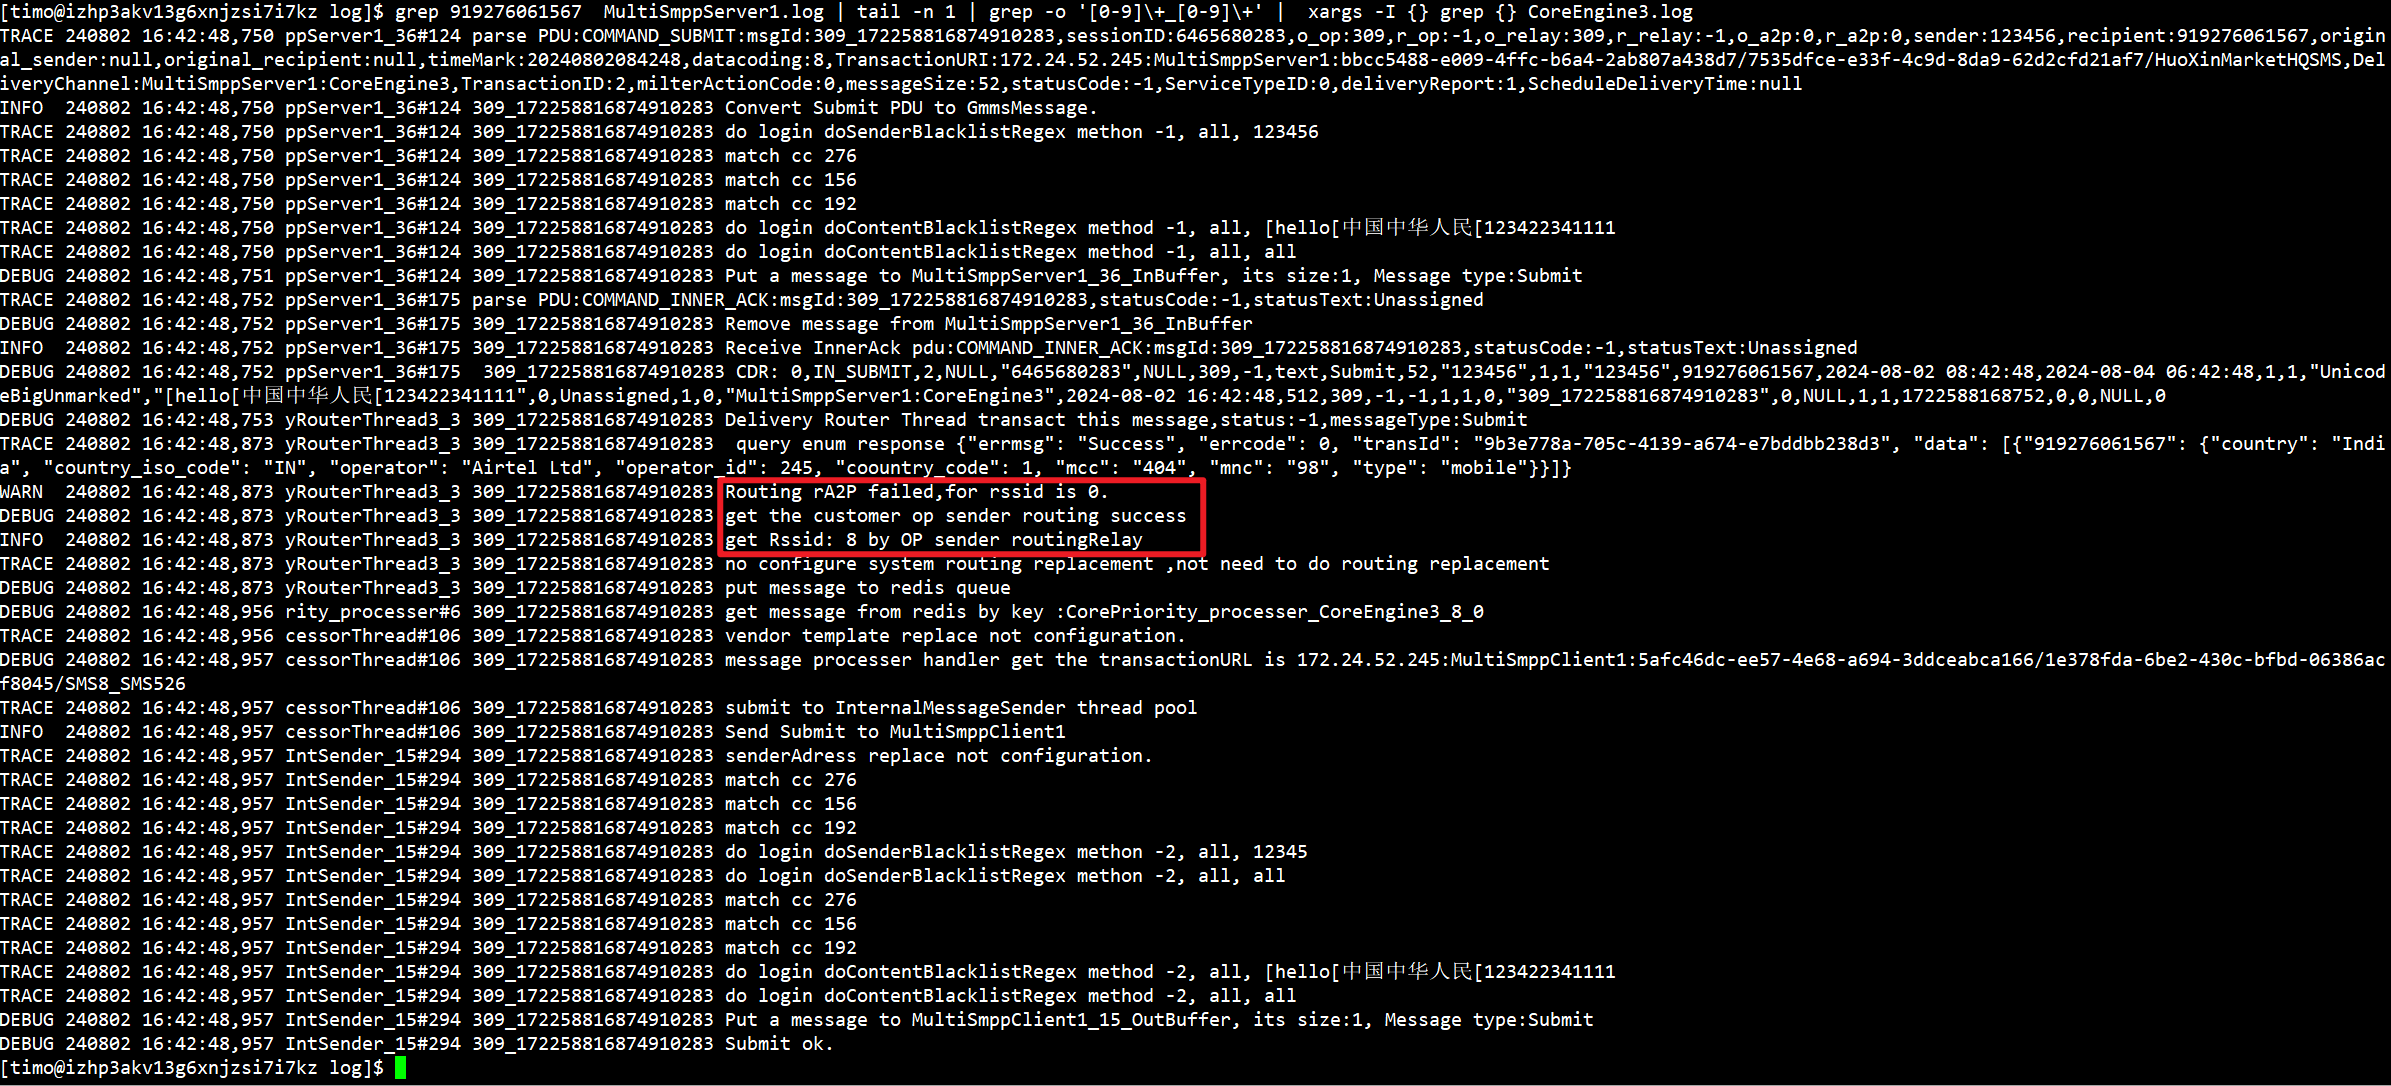 [timo@izhp3akv13g6xnjzsi7i7kz log]$ grep 919276061567  MultiSmppServer1.log | tail -n 1 | grep -o '[0-9]\+_[0-9]\+' |  xargs -I {} grep {} CoreEngine3.log
TRACE 240802 16:42:48,750 ppServer1_36#124 parse PDU:COMMAND_SUBMIT:msgId:309_172258816874910283,sessionID:6465680283,o_op:309,r_op:-1,o_relay:309,r_relay:-1,o_a2p:0,r_a2p:0,sender:123456,recipient:919276061567,origin
al_sender:null,original_recipient:null,timeMark:20240802084248,datacoding:8,TransactionURI:172.24.52.245:MultiSmppServer1:bbcc5488-e009-4ffc-b6a4-2ab807a438d7/7535dfce-e33f-4c9d-8da9-62d2cfd21af7/HuoXinMarketHQSMS,Del
iveryChannel:MultiSmppServer1:CoreEngine3,TransactionID:2,milterActionCode:0,messageSize:52,statusCode:-1,ServiceTypeID:0,deliveryReport:1,ScheduleDeliveryTime:null
INFO  240802 16:42:48,750 ppServer1_36#124 309_172258816874910283 Convert Submit PDU to GmmsMessage.
TRACE 240802 16:42:48,750 ppServer1_36#124 309_172258816874910283 do login doSenderBlacklistRegex methon -1, all, 123456
TRACE 240802 16:42:48,750 ppServer1_36#124 309_172258816874910283 match cc 276
TRACE 240802 16:42:48,750 ppServer1_36#124 309_172258816874910283 match cc 156
TRACE 240802 16:42:48,750 ppServer1_36#124 309_172258816874910283 match cc 192
TRACE 240802 16:42:48,750 ppServer1_36#124 309_172258816874910283 do login doContentBlacklistRegex method -1, all, [hello[中国中华人民[123422341111
TRACE 240802 16:42:48,750 ppServer1_36#124 309_172258816874910283 do login doContentBlacklistRegex method -1, all, all
DEBUG 240802 16:42:48,751 ppServer1_36#124 309_172258816874910283 Put a message to MultiSmppServer1_36_InBuffer, its size:1, Message type:Submit
TRACE 240802 16:42:48,752 ppServer1_36#175 parse PDU:COMMAND_INNER_ACK:msgId:309_172258816874910283,statusCode:-1,statusText:Unassigned
DEBUG 240802 16:42:48,752 ppServer1_36#175 309_172258816874910283 Remove message from MultiSmppServer1_36_InBuffer
INFO  240802 16:42:48,752 ppServer1_36#175 309_172258816874910283 Receive InnerAck pdu:COMMAND_INNER_ACK:msgId:309_172258816874910283,statusCode:-1,statusText:Unassigned
DEBUG 240802 16:42:48,752 ppServer1_36#175  309_172258816874910283 CDR: 0,IN_SUBMIT,2,NULL,"6465680283",NULL,309,-1,text,Submit,52,"123456",1,1,"123456",919276061567,2024-08-02 08:42:48,2024-08-04 06:42:48,1,1,"Unicod
eBigUnmarked","[hello[中国中华人民[123422341111",0,Unassigned,1,0,"MultiSmppServer1:CoreEngine3",2024-08-02 16:42:48,512,309,-1,-1,1,1,0,"309_172258816874910283",0,NULL,1,1,1722588168752,0,0,NULL,0
DEBUG 240802 16:42:48,753 yRouterThread3_3 309_172258816874910283 Delivery Router Thread transact this message,status:-1,messageType:Submit
TRACE 240802 16:42:48,873 yRouterThread3_3 309_172258816874910283  query enum response {"errmsg": "Success", "errcode": 0, "transId": "9b3e778a-705c-4139-a674-e7bddbb238d3", "data": [{"919276061567": {"country": "Indi
a", "country_iso_code": "IN", "operator": "Airtel Ltd", "operator_id": 245, "coountry_code": 1, "mcc": "404", "mnc": "98", "type": "mobile"}}]}
WARN  240802 16:42:48,873 yRouterThread3_3 309_172258816874910283 Routing rA2P failed,for rssid is 0.
DEBUG 240802 16:42:48,873 yRouterThread3_3 309_172258816874910283 get the customer op sender routing success
INFO  240802 16:42:48,873 yRouterThread3_3 309_172258816874910283 get Rssid: 8 by OP sender routingRelay
TRACE 240802 16:42:48,873 yRouterThread3_3 309_172258816874910283 no configure system routing replacement ,not need to do routing replacement
DEBUG 240802 16:42:48,873 yRouterThread3_3 309_172258816874910283 put message to redis queue
DEBUG 240802 16:42:48,956 rity_processer#6 309_172258816874910283 get message from redis by key :CorePriority_processer_CoreEngine3_8_0
TRACE 240802 16:42:48,956 cessorThread#106 309_172258816874910283 vendor template replace not configuration.
DEBUG 240802 16:42:48,957 cessorThread#106 309_172258816874910283 message processer handler get the transactionURL is 172.24.52.245:MultiSmppClient1:5afc46dc-ee57-4e68-a694-3ddceabca166/1e378fda-6be2-430c-bfbd-06386ac
f8045/SMS8_SMS526
TRACE 240802 16:42:48,957 cessorThread#106 309_172258816874910283 submit to InternalMessageSender thread pool
INFO  240802 16:42:48,957 cessorThread#106 309_172258816874910283 Send Submit to MultiSmppClient1
TRACE 240802 16:42:48,957 IntSender_15#294 309_172258816874910283 senderAdress replace not configuration.
TRACE 240802 16:42:48,957 IntSender_15#294 309_172258816874910283 match cc 276
TRACE 240802 16:42:48,957 IntSender_15#294 309_172258816874910283 match cc 156
TRACE 240802 16:42:48,957 IntSender_15#294 309_172258816874910283 match cc 192
TRACE 240802 16:42:48,957 IntSender_15#294 309_172258816874910283 do login doSenderBlacklistRegex methon -2, all, 12345
TRACE 240802 16:42:48,957 IntSender_15#294 309_172258816874910283 do login doSenderBlacklistRegex methon -2, all, all
TRACE 240802 16:42:48,957 IntSender_15#294 309_172258816874910283 match cc 276
TRACE 240802 16:42:48,957 IntSender_15#294 309_172258816874910283 match cc 156
TRACE 240802 16:42:48,957 IntSender_15#294 309_172258816874910283 match cc 192
TRACE 240802 16:42:48,957 IntSender_15#294 309_172258816874910283 do login doContentBlacklistRegex method -2, all, [hello[中国中华人民[123422341111
TRACE 240802 16:42:48,957 IntSender_15#294 309_172258816874910283 do login doContentBlacklistRegex method -2, all, all
DEBUG 240802 16:42:48,957 IntSender_15#294 309_172258816874910283 Put a message to MultiSmppClient1_15_OutBuffer, its size:1, Message type:Submit
DEBUG 240802 16:42:48,957 IntSender_15#294 309_172258816874910283 Submit ok.
[timo@izhp3akv13g6xnjzsi7i7kz log]$